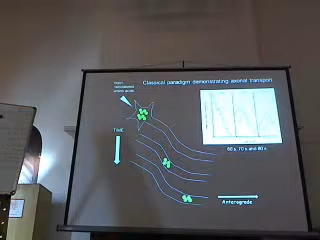 Classical paradigm demonstrating axonal transport
TIME
60 s, 70 s and 80 s
Anterograde